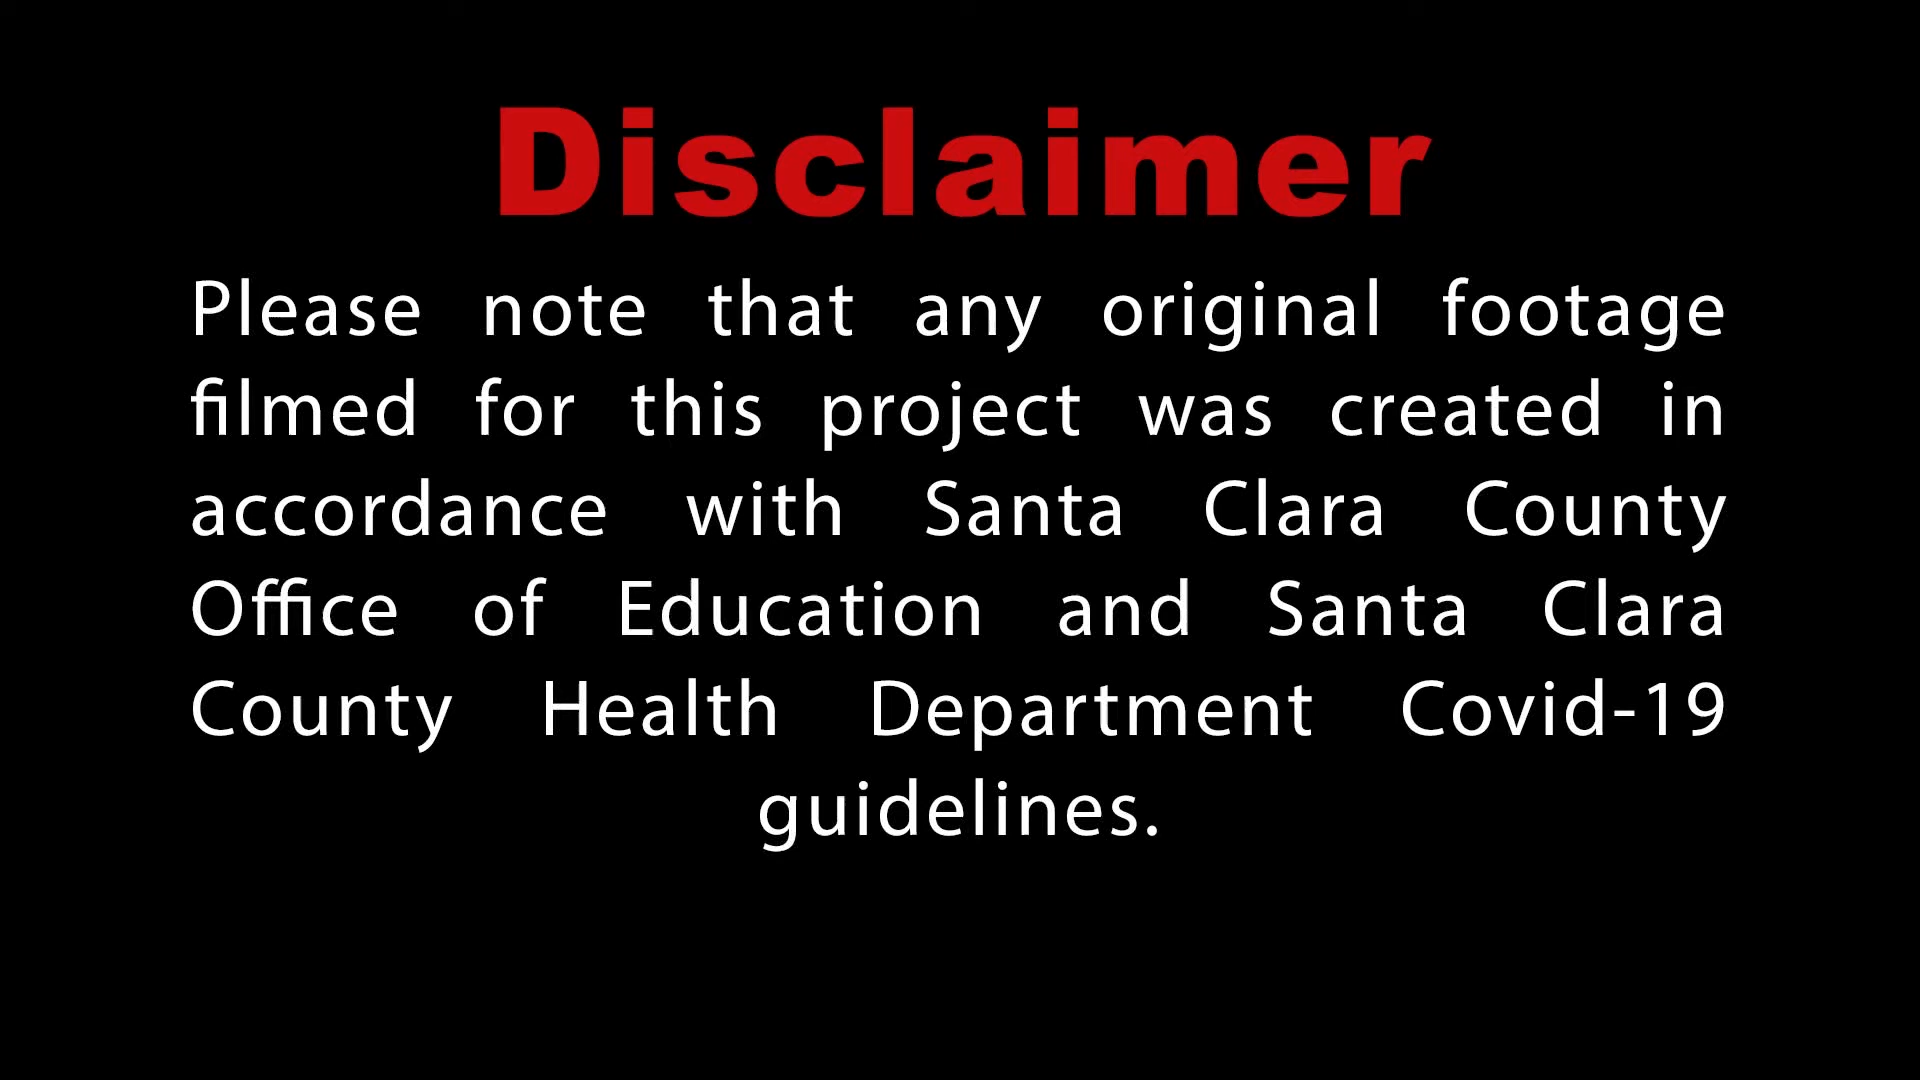 Disclaimer
Please note that any original footage
filmed for this project was created in
accordance with Santa Clara County
Office of Education and Santa Clara
County Health Department Covid-19
guidelines.